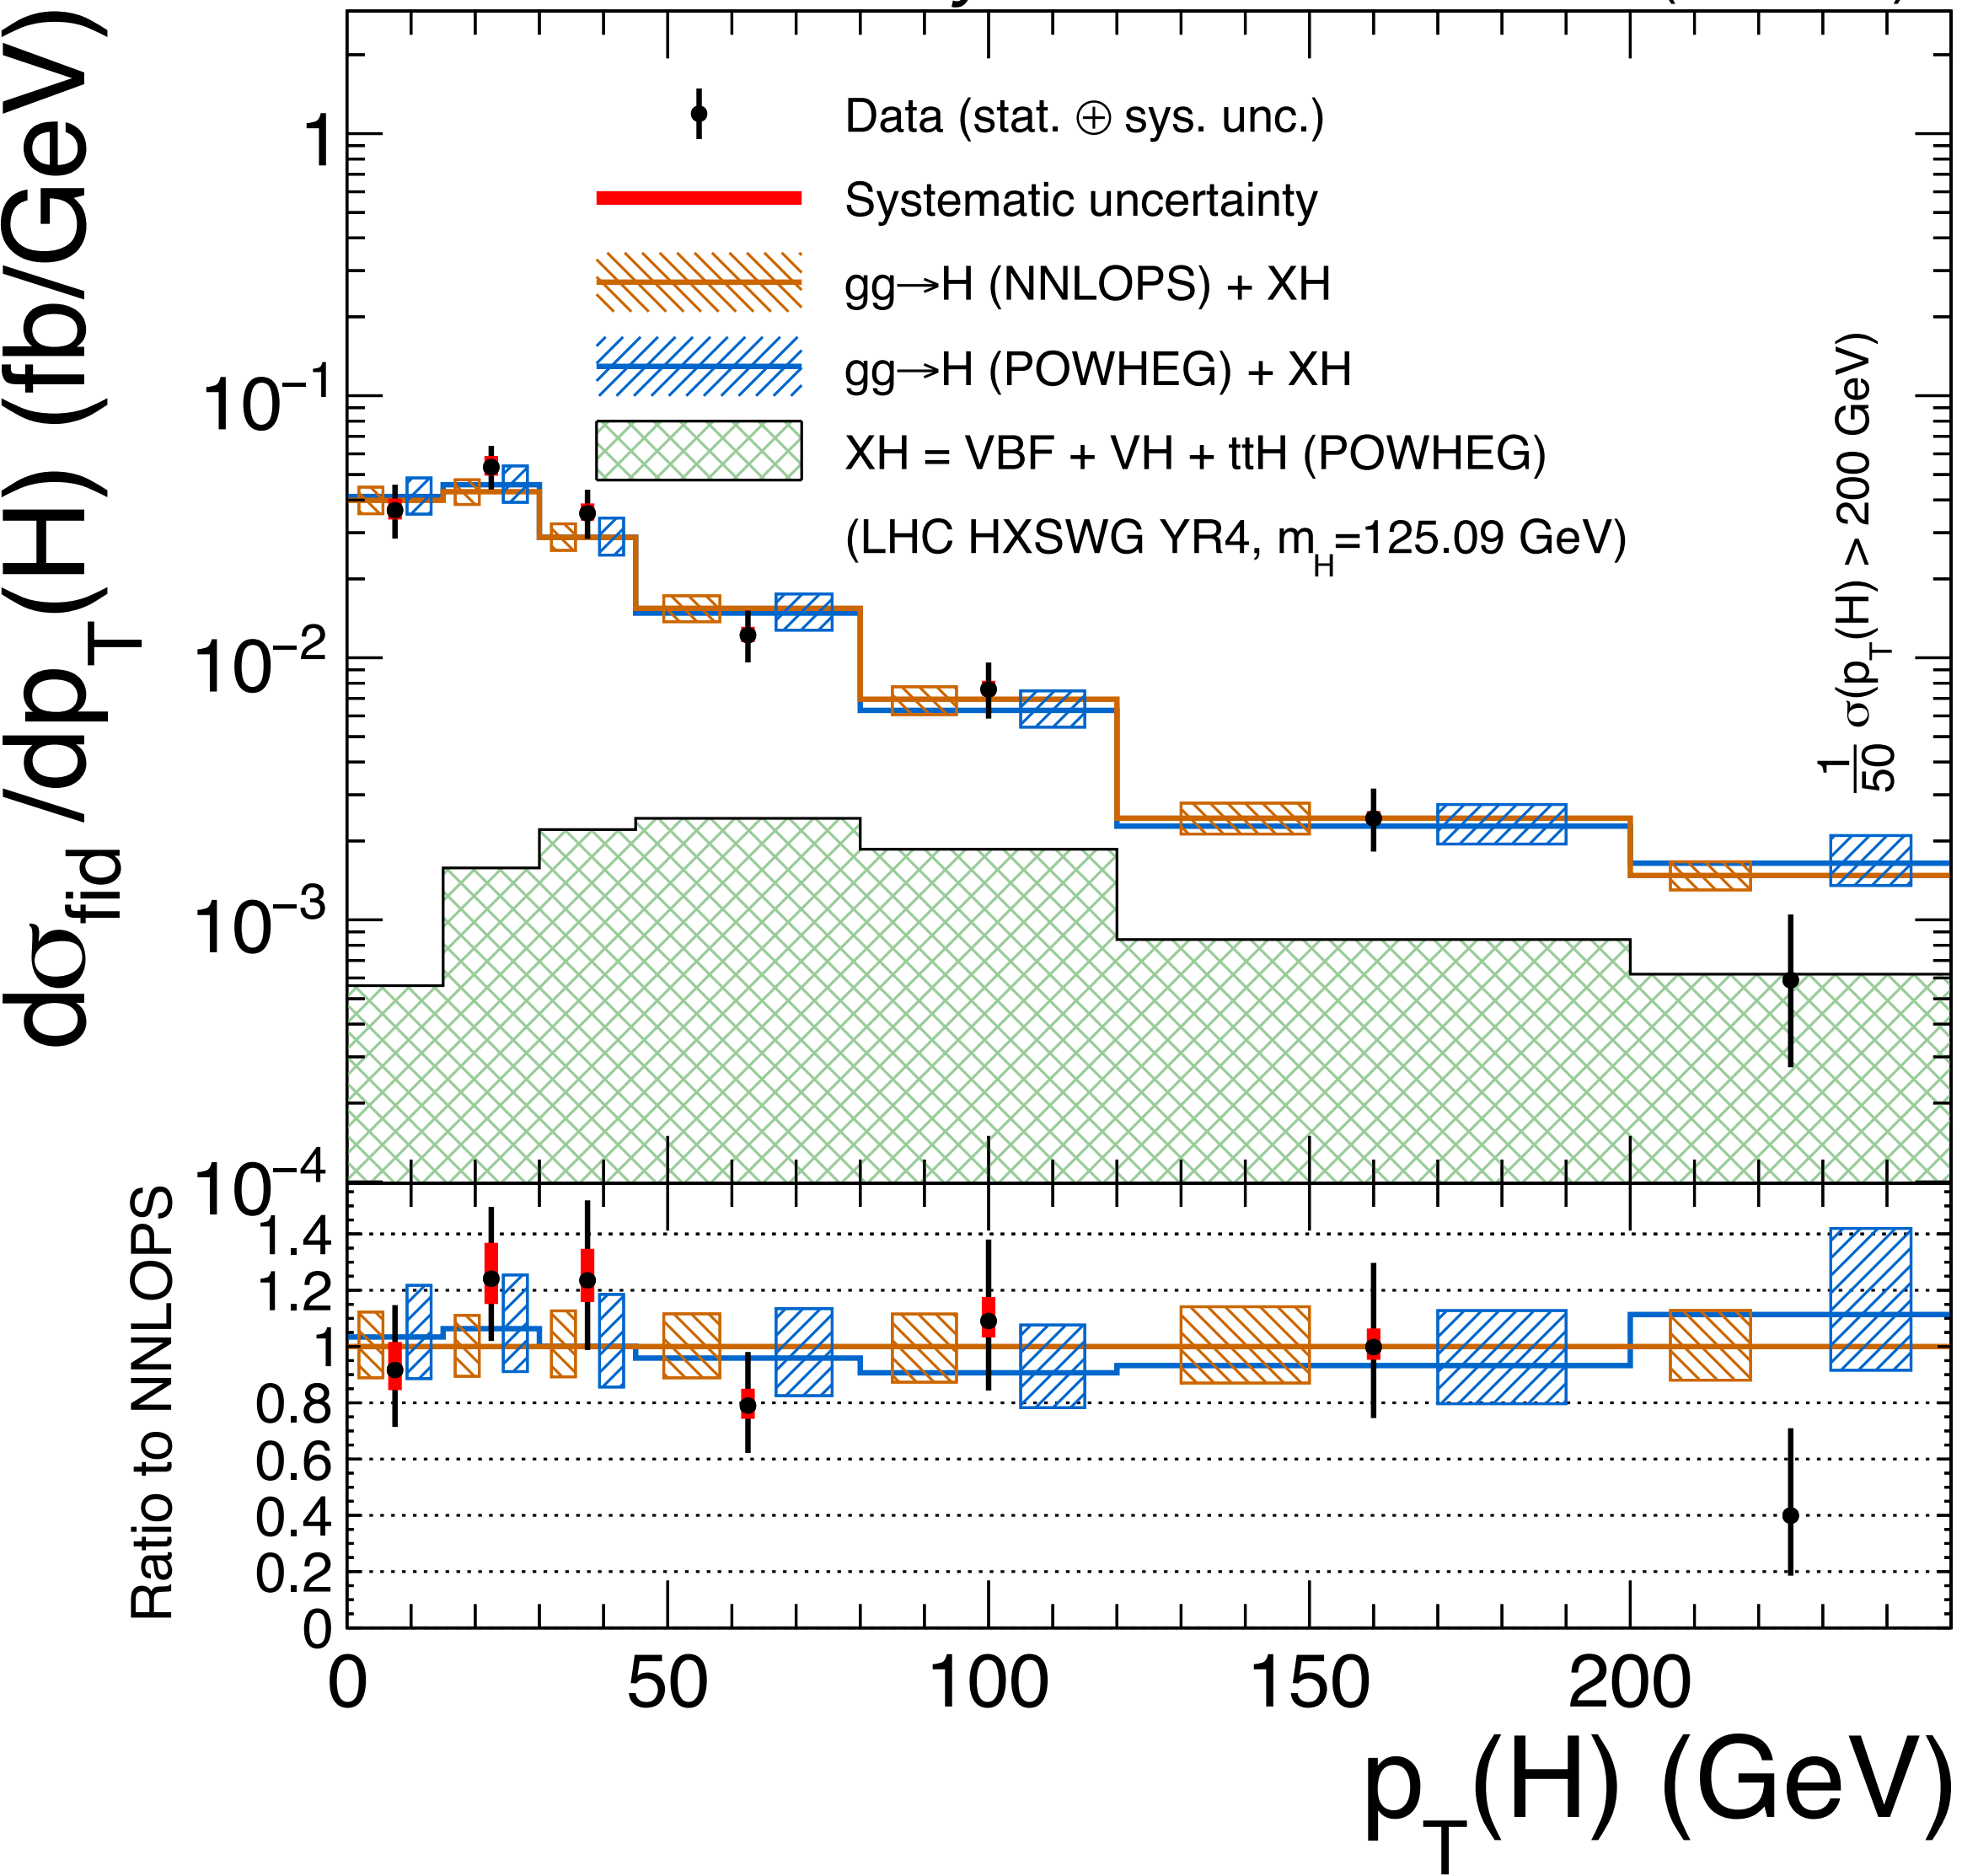 dσfid /dpT(H) (fb/GeV)
1
10−1
10−2
10−3
10−4
Data (stat. ⊕ sys. unc.)
Systematic uncertainty
gg→H (NNLOPS) + XH
gg→H (POWHEG) + XH
XH = VBF + VH + ttH (POWHEG)
(LHC HXSWG YR4, mH=125.09 GeV)
1/50 σ(pT(H) > 200 GeV)
Ratio to NNLOPS
1.4
1.2
1
0.8
0.6
0.4
0.2
0
0 50 100 150 200
pT(H) (GeV)